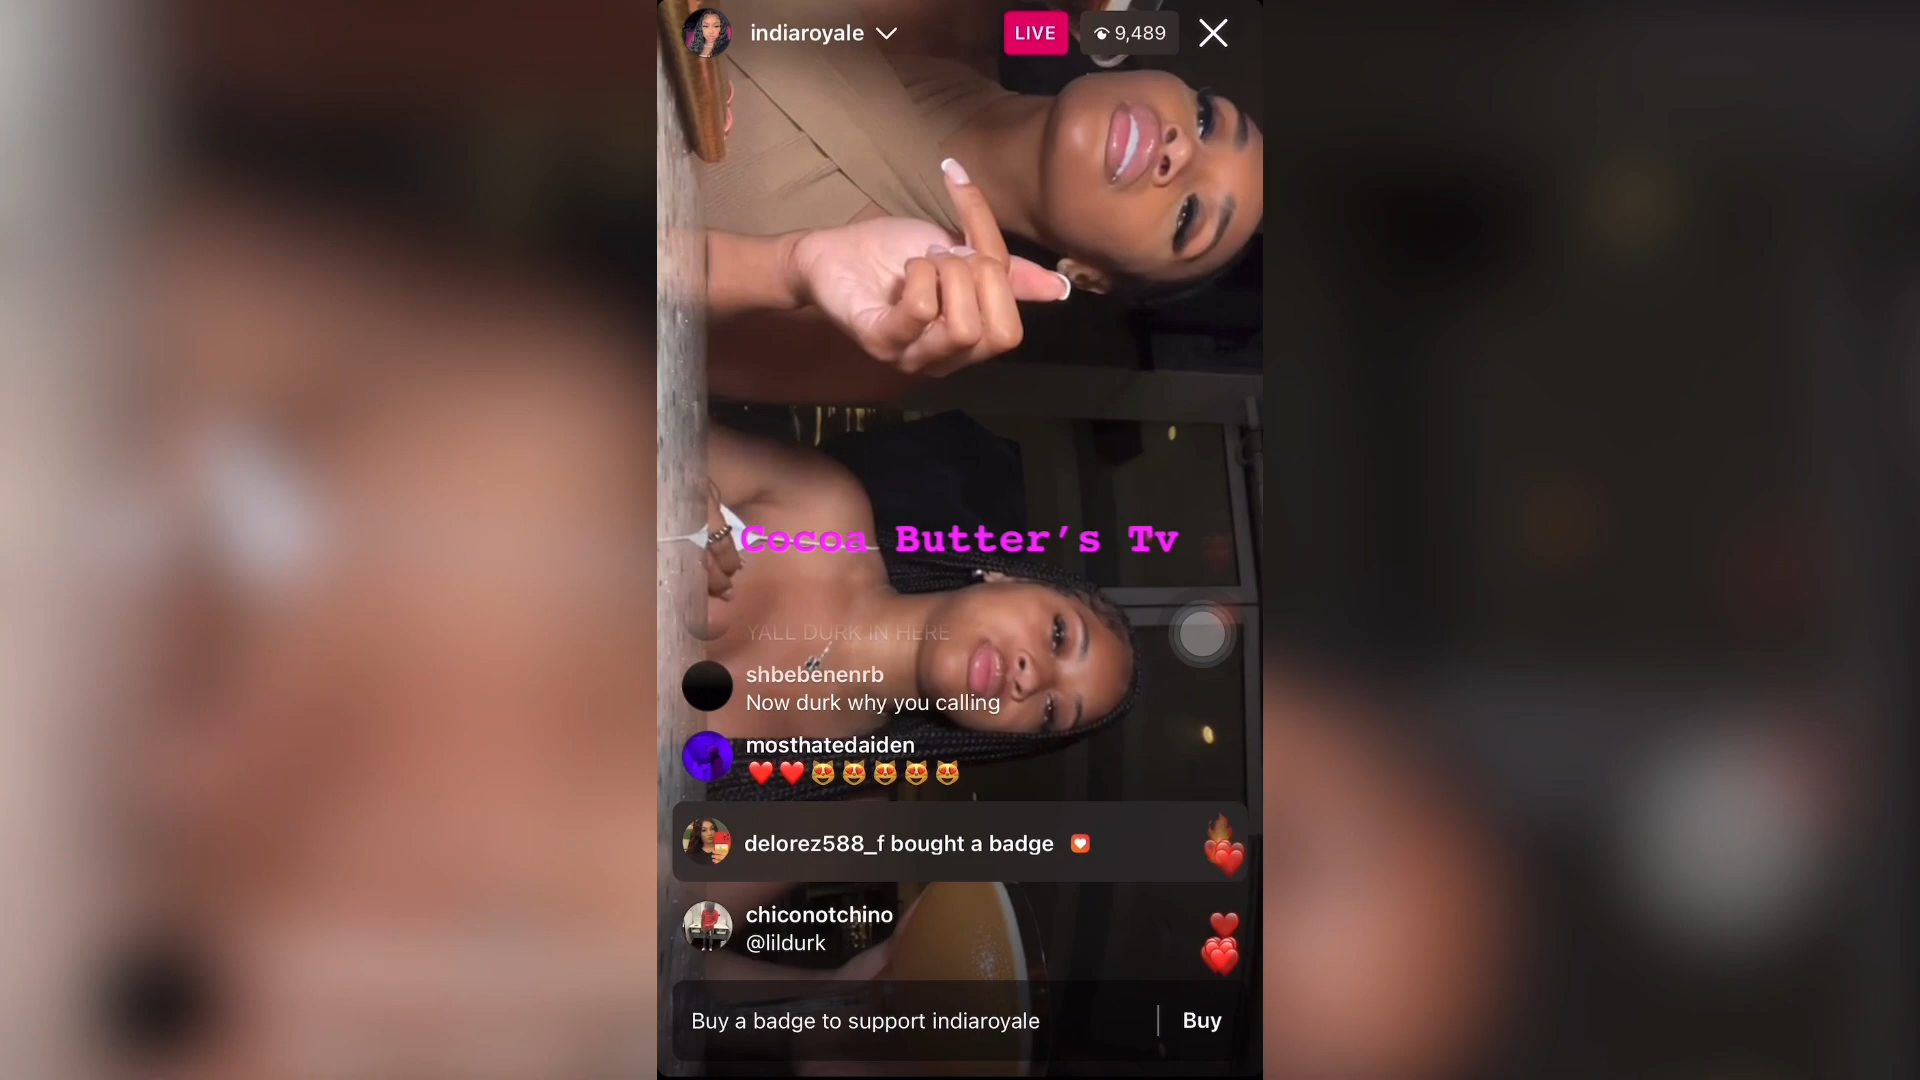 indiaroyale
LIVE
9,489
Cocoa Butter’s Tv
YALL DURK IN HERE
shbebenenrb
Now durk why you calling
mosthatedaiden
❤️❤️😻😻😻😻😻
delorez588_f bought a badge
chiconotchino
@lildurk
Buy a badge to support indiaroyale
Buy